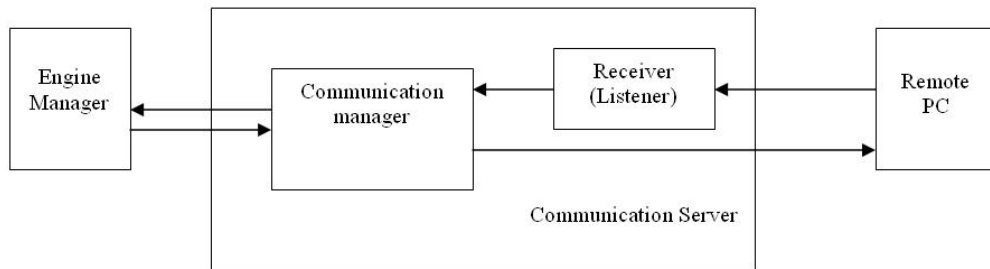 Engine
Manager
Communication
manager
Receiver
(Listener)
Remote
PC
Communication Server